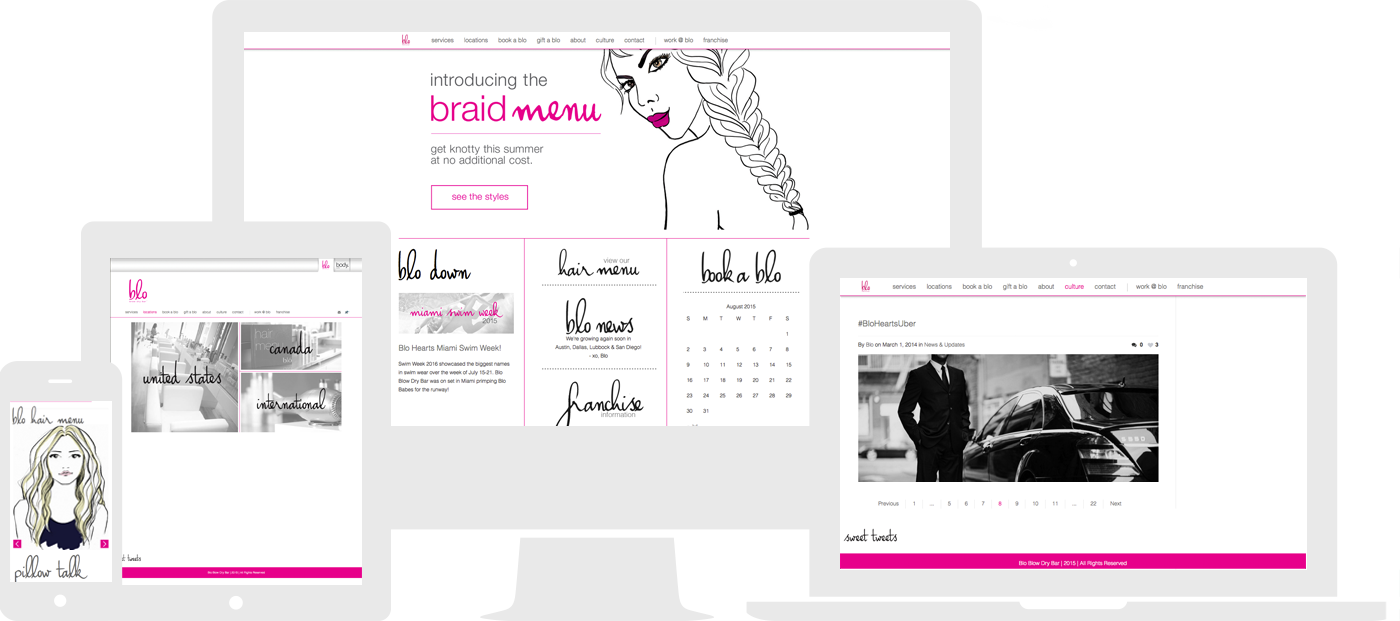 blo
services locations book a blo gift a blo about culture contact work @ blo franchise
introducing the
braid menu
get knotty this summer
at no additional cost.
see the styles
blo down
miami swim week
2015
Blo Hearts Miami Swim Week!
Swim Week 2016 showcased the biggest names
in swim wear over the week of July 15-21. Blo
Blow Dry Bar was on set in Miami primping Blo
Babes for the runway!
view our
hair menu
blo news
We're growing again soon in
Austin, Dallas, Lubbock & San Diego!
- xo, Blo
franchise
information
book a blo
August 2015
S M T W T F S
1
2 3 4 5 6 7 8
9 10 11 12 13 14 15
16 17 18 19 20 21 22
23 24 25 26 27 28 29
30 31
blo body.
blo
services locations book a blo gift a blo about culture contact work @ blo franchise
united states
hair
canada
blo
international
t tweets
Blo Blow Dry Bar | 2015 | All Rights Reserved
blo hair menu
pillow talk
blo
services locations book a blo gift a blo about culture contact work @ blo franchise
#BloHeartsUber
By Blo on March 1, 2014 in News & Updates 0 3
Previous 1 ... 5 6 7 8 9 10 11 ... 22 Next
sweet tweets
Blo Blow Dry Bar | 2015 | All Rights Reserved